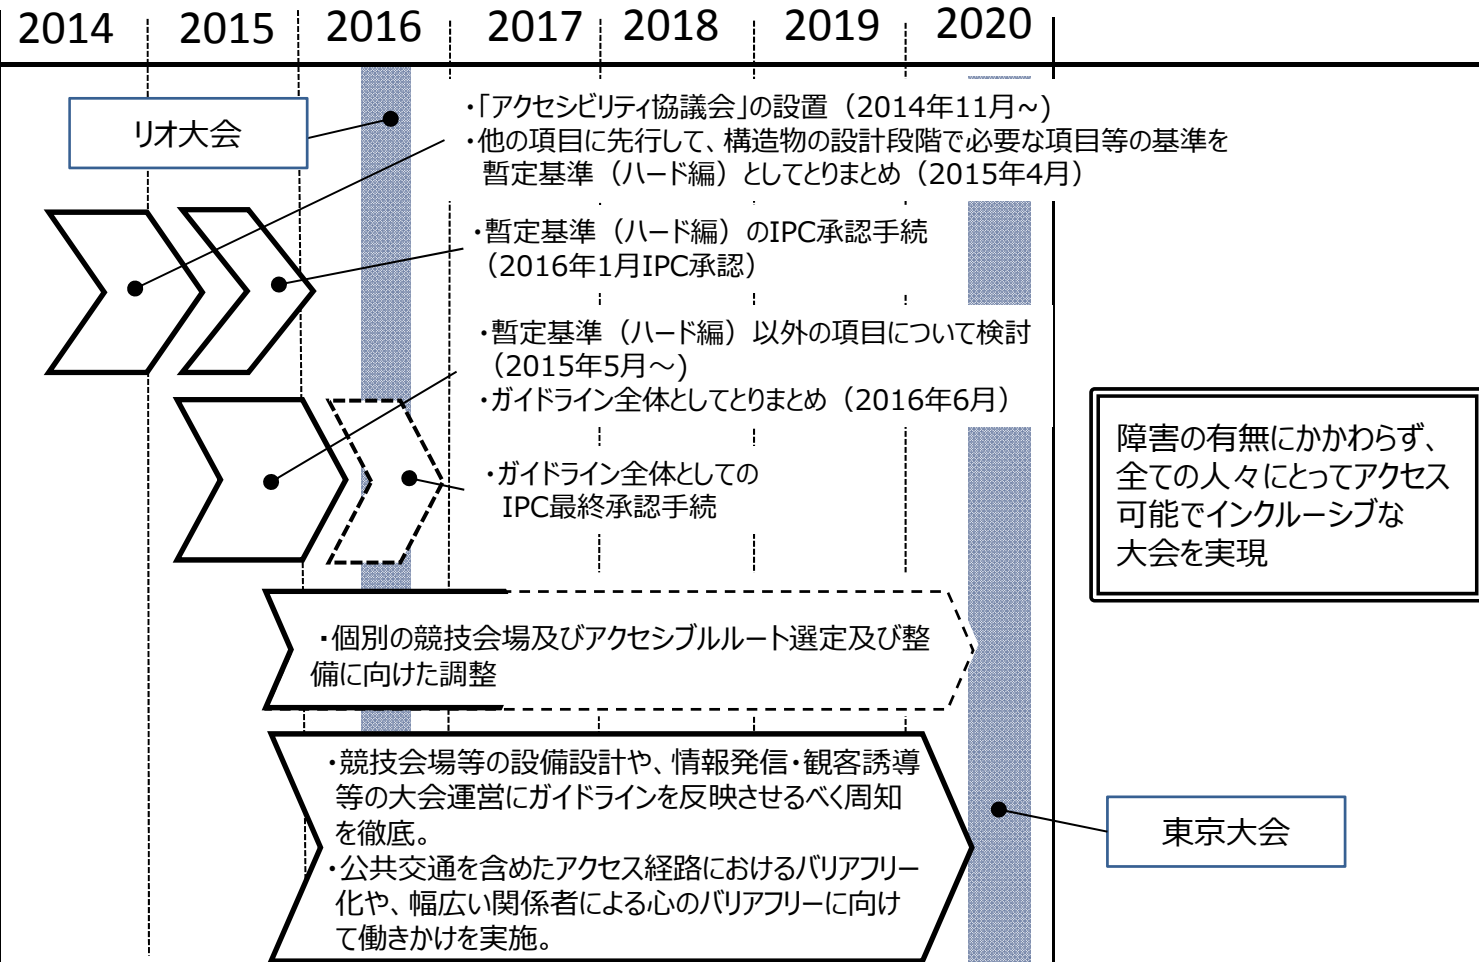 2014 2015 2016 2017 2018 2019 2020
リオ大会
・「アクセシビリティ協議会」の設置（2014年11月~)
・他の項目に先行して、構造物の設計段階で必要な項目等の基準を
暫定基準（ハード編）としてとりまとめ（2015年4月）
・暫定基準（ハード編）のIPC承認手続
（2016年1月IPC承認）
・暫定基準（ハード編）以外の項目について検討
（2015年5月～)
・ガイドライン全体としてとりまとめ（2016年6月）
・ガイドライン全体としての
IPC最終承認手続
障害の有無にかかわらず、
全ての人々にとってアクセス
可能でインクルーシブな
大会を実現
・個別の競技会場及びアクセシブルルート選定及び整
備に向けた調整
・競技会場等の設備設計や、情報発信・観客誘導
等の大会運営にガイドラインを反映させるべく周知
を徹底。
・公共交通を含めたアクセス経路におけるバリアフリー
化や、幅広い関係者による心のバリアフリーに向け
て働きかけを実施。
東京大会